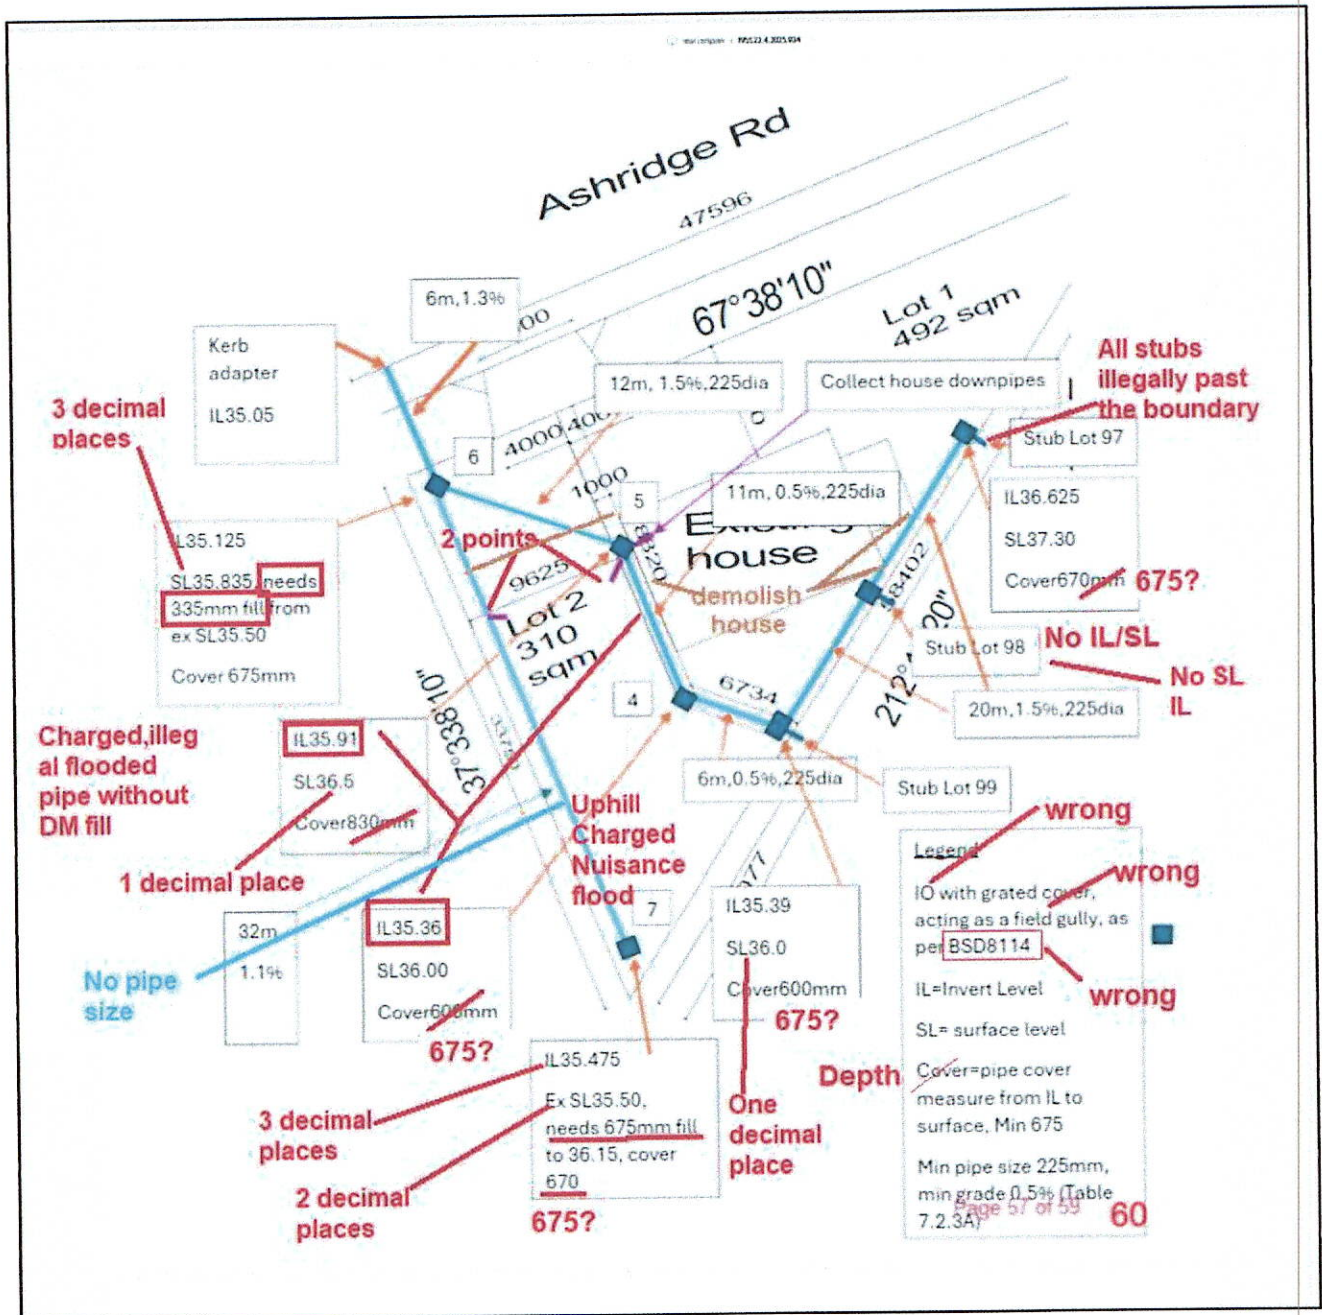 Ashridge Rd
47596
6m,1.3%
67°38'10"
Lot 1
492 sqm
Kerb
adapter
IL35.05
12m, 1.5%,225dia
Collect house downpipes
All stubs
illegally past
the boundary
3 decimal
places
6
4000
1000
Stub Lot 97
5
11m, 0.5%,225dia
IL36.625
SL37.30
Cover670mm
675?
IL35.125
SL35.835, needs
335mm fill from
ex SL35.50
Cover 675mm
2 points
9625
8320
Existing
house
demolish
house
38402
Lot 2
310
sqm
Stub Lot 98
No IL/SL
No SL
IL
6734
4
20m,1.5%,225dia
37°338'10"
Charged,illeg
al flooded
pipe without
DM fill
IL35.91
SL36.5
Cover830mm
6m,0.5%,225dia
Stub Lot 99
Uphill
Charged
Nuisance
flood
1 decimal place
wrong
Legend
IO with grated cover,
acting as a field gully, as
per BSD8114
wrong
wrong
IL=Invert Level
SL= surface level
Cover=pipe cover
measure from IL to
surface, Min 675
Depth
Min pipe size 225mm,
min grade 0.5% (Table
7.2.3A)
Page 57 of 59
60
32m
1.1%
No pipe
size
IL35.36
SL36.00
Cover600mm
675?
7
IL35.39
SL36.0
Cover600mm
675?
One
decimal
place
IL35.475
Ex SL35.50,
needs 675mm fill
to 36.15, cover
670
675?
3 decimal
places
2 decimal
places